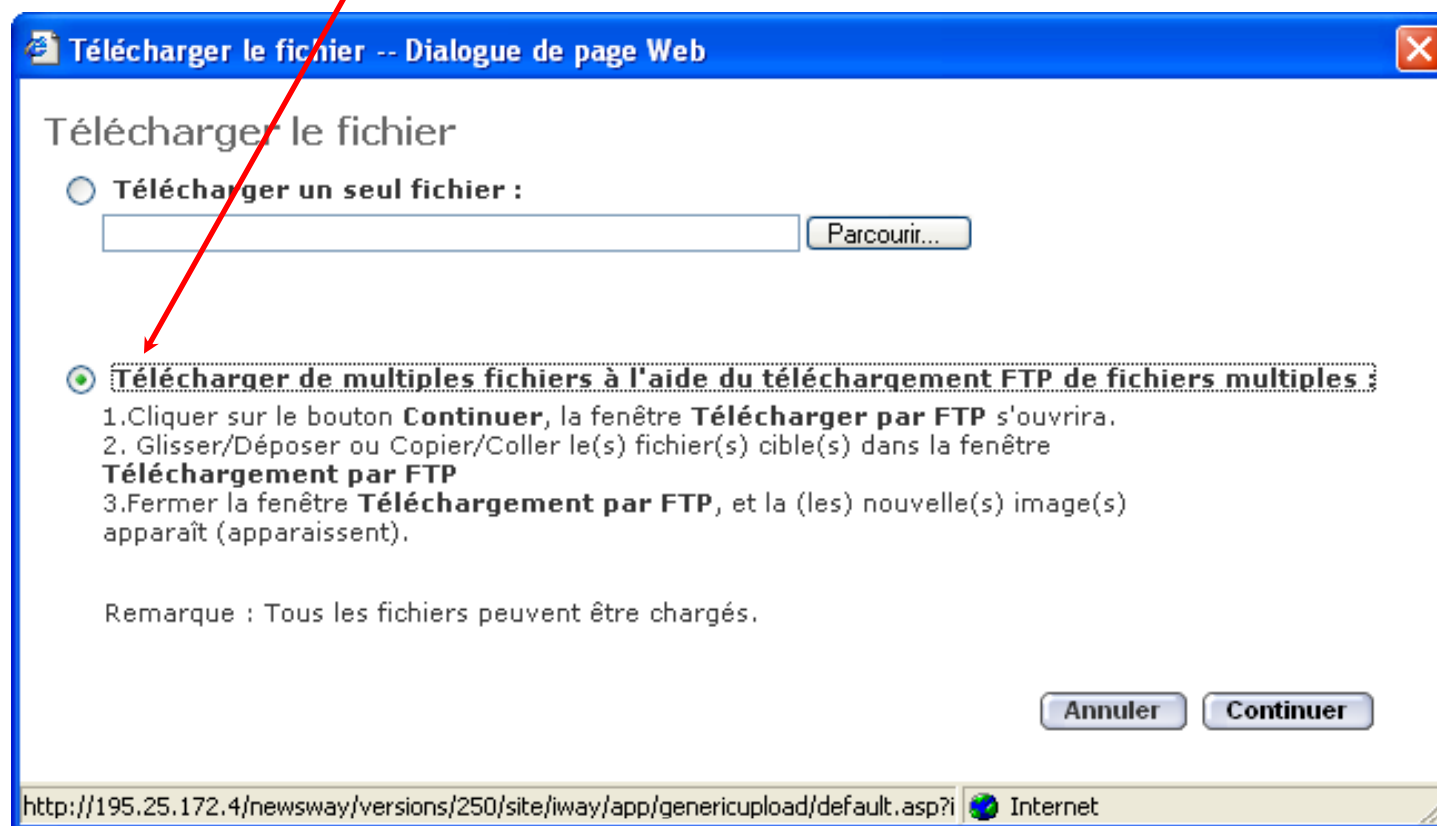 Télécharger le fichier -- Dialogue de page Web
Télécharger le fichier
Télécharger un seul fichier :
Parcourir...
Télécharger de multiples fichiers à l'aide du téléchargement FTP de fichiers multiples :
1.Cliquer sur le bouton Continuer, la fenêtre Télécharger par FTP s'ouvrira.
2. Glisser/Déposer ou Copier/Coller le(s) fichier(s) cible(s) dans la fenêtre
Téléchargement par FTP
3.Fermer la fenêtre Téléchargement par FTP, et la (les) nouvelle(s) image(s)
apparaît (apparaissent).
Remarque : Tous les fichiers peuvent être chargés.
Annuler Continuer
http://195.25.172.4/newsway/versions/250/site/iway/app/genericupload/default.asp?i Internet